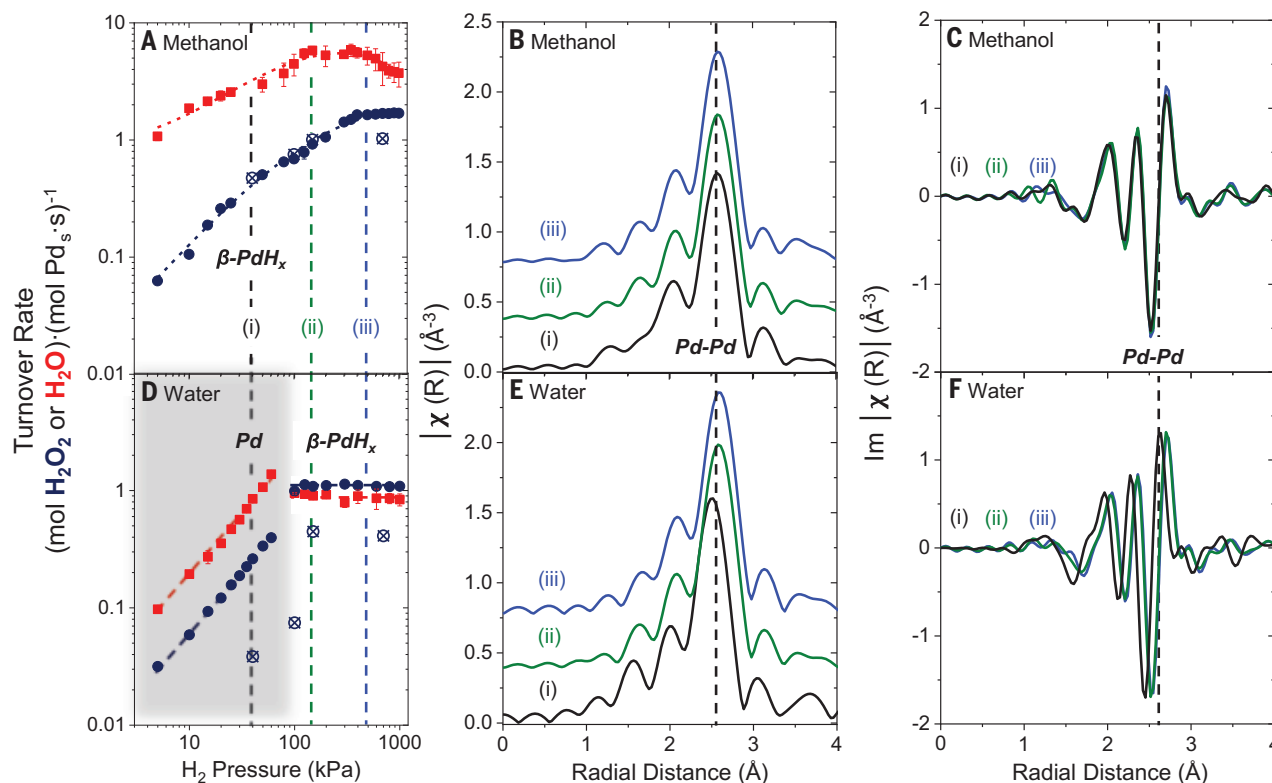 Turnover Rate
(mol H₂O₂ or H₂O)·(mol Pdₛ·s)⁻¹
A Methanol
10
1
0.1
0.01
β-PdHₓ
(i)
(ii)
(iii)
D Water
Pd
β-PdHₓ
10
1
0.1
0.01
10
100
1000
H₂ Pressure (kPa)
|χ(R)| (Å⁻³)
B Methanol
2.5
2.0
1.5
1.0
0.5
0.0
(iii)
(ii)
(i)
Pd-Pd
E Water
2.0
1.5
1.0
0.5
0.0
(iii)
(ii)
(i)
0
1
2
3
4
Radial Distance (Å)
Im |χ(R)| (Å⁻³)
C Methanol
2
1
0
-1
-2
(i) (ii) (iii)
Pd-Pd
F Water
1
0
-1
-2
(i) (ii) (iii)
0
1
2
3
4
Radial Distance (Å)